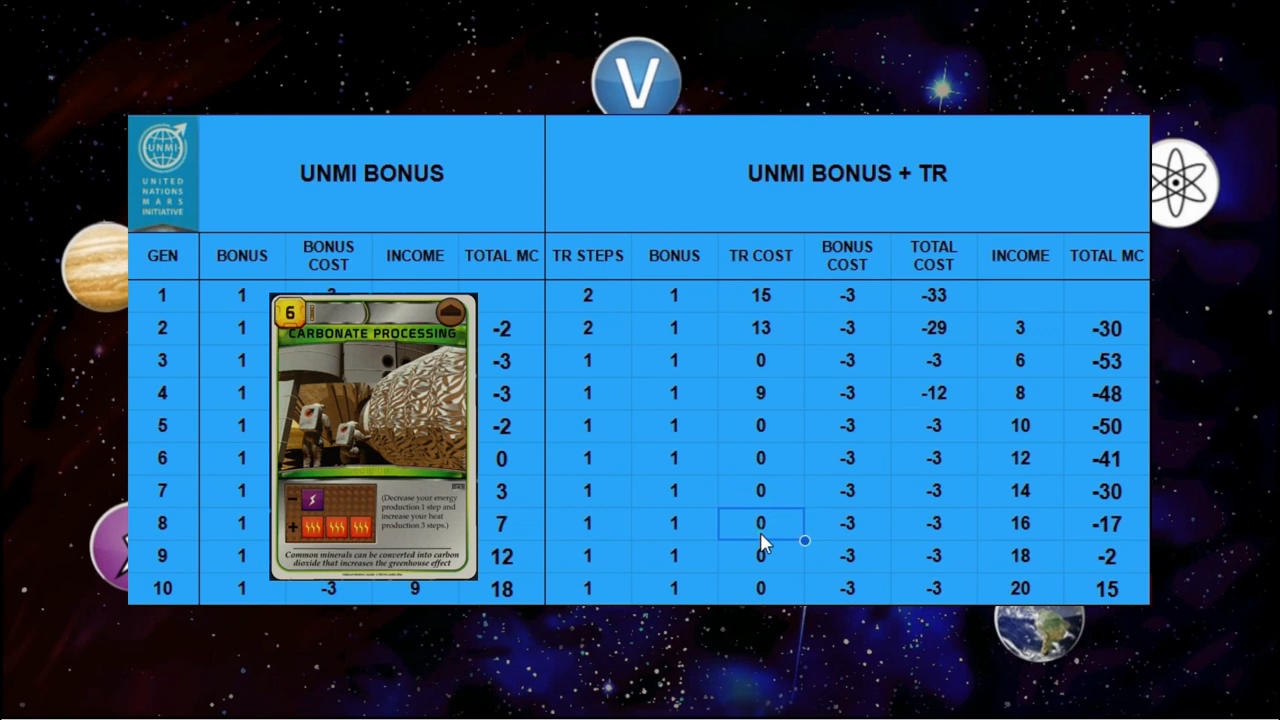 V
UNMI
UNITED
NATIONS
MARS
INITIATIVE
UNMI BONUS
UNMI BONUS + TR
GEN BONUS BONUS COST INCOME TOTAL MC TR STEPS BONUS TR COST BONUS COST TOTAL COST INCOME TOTAL MC
1 1 2 1 15 -3 -33
2 1 -2 2 1 13 -3 -29 3 -30
3 1 -3 1 1 0 -3 -3 6 -53
4 1 -3 1 1 9 -3 -12 8 -48
5 1 -2 1 1 0 -3 -3 10 -50
6 1 0 1 1 0 -3 -3 12 -41
7 1 3 1 1 0 -3 -3 14 -30
8 1 7 1 1 0 -3 -3 16 -17
9 1 12 1 1 0 -3 -3 18 -2
10 1 -3 9 18 1 1 0 -3 -3 20 15
6
CARBONATE PROCESSING
(Decrease your energy
production 1 step and
increase your heat
production 3 steps.)
- 
+
Common minerals can be converted into carbon
dioxide that increases the greenhouse effect